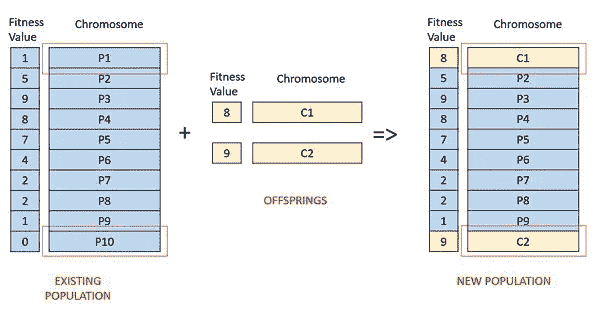 Fitness Value Chromosome
1 P1
5 P2
9 P3
8 P4
7 P5
4 P6
2 P7
2 P8
1 P9
0 P10
EXISTING
POPULATION
+
Fitness
Value Chromosome
8 C1
9 C2
OFFSPRINGS
=>
Fitness
Value Chromosome
8 C1
5 P2
9 P3
8 P4
7 P5
4 P6
2 P7
2 P8
1 P9
9 C2
NEW POPULATION